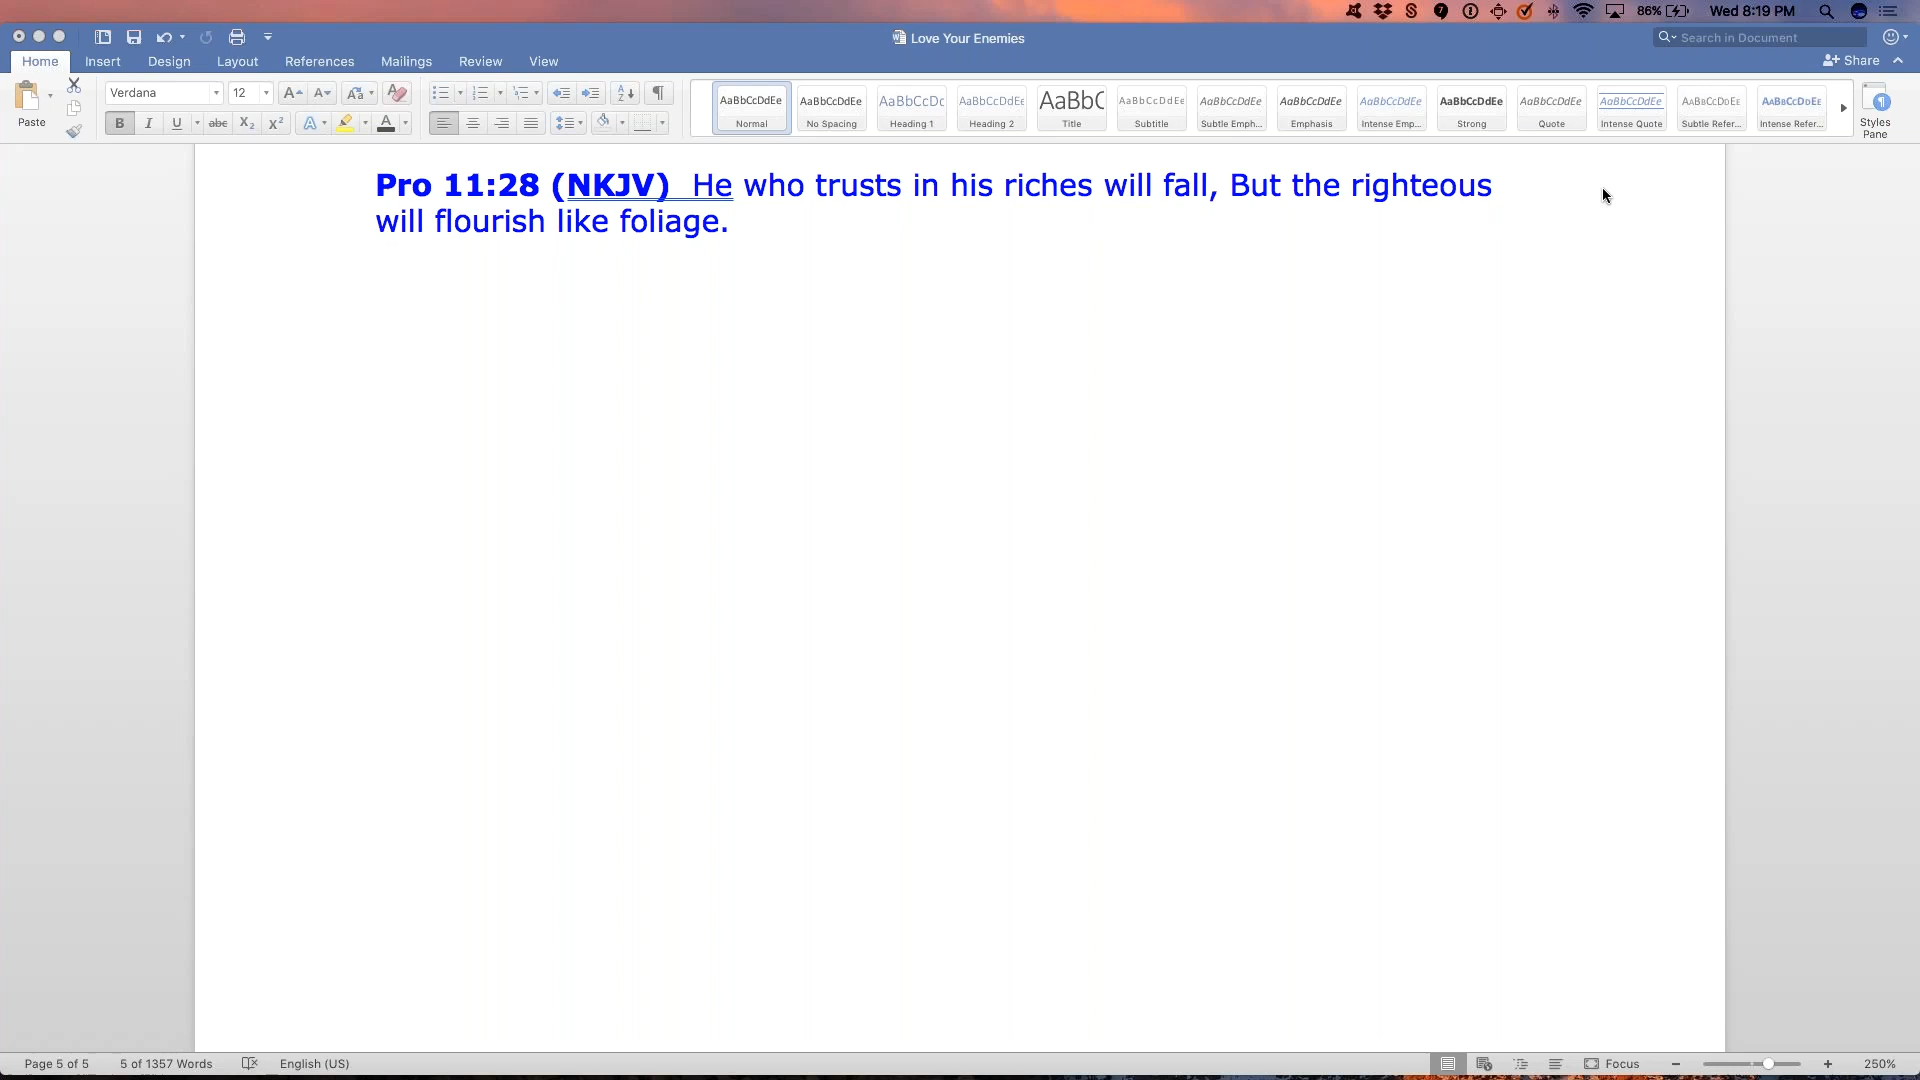 86% Wed 8:19 PM
Love Your Enemies
Search in Document
Home Insert Design Layout References Mailings Review View
Share
Paste
Verdana 12
AaBbCcDdEe AaBbCcDdEe AaBbCcDc AaBbCcDdEe AaBbC AaBbCcDdEe AaBbCcDdEe AaBbCcDdEe AaBbCcDdEe AaBbCcDdEe AaBbCcDdEe AaBbCcDdEe AaBbCcDdEe AaBbCcDdEe
Normal No Spacing Heading 1 Heading 2 Title Subtitle Subtle Emph... Emphasis Intense Emp... Strong Quote Intense Quote Subtle Refer... Intense Refer...
Styles
Pane
Pro 11:28 (NKJV) He who trusts in his riches will fall, But the righteous
will flourish like foliage.
Page 5 of 5 5 of 1357 Words English (US) Focus 250%